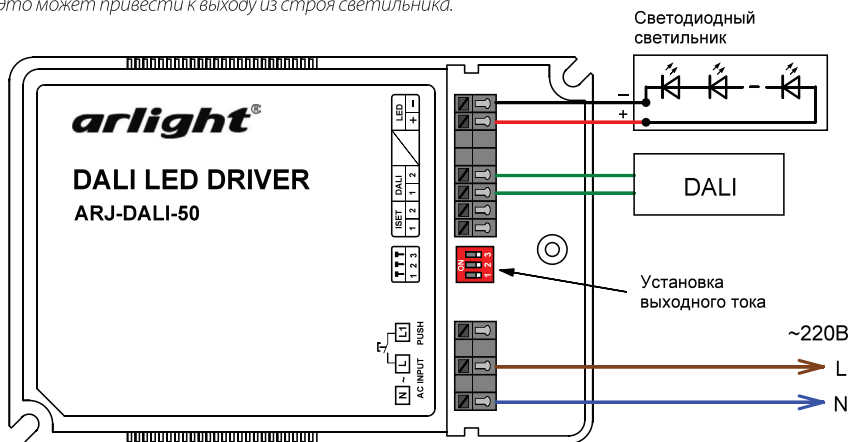 Это может привести к выходу из строя светильника.
Светодиодный
светильник
arlight®
DALI LED DRIVER
ARJ-DALI-50
LED
+ −
DALI
1 2
ISET
1 2
1 2 3
ON
1 2 3
−
+
DALI
Установка
выходного тока
L1
PUSH
L
N
~
AC INPUT
~220В
L
N